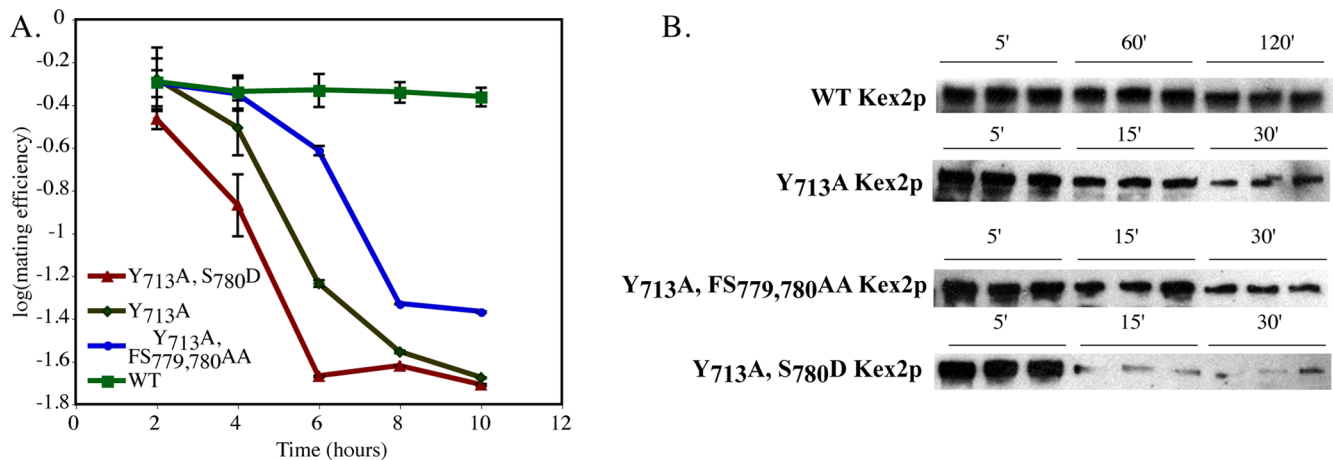 A.
log(mating efficiency)
0
-0.2
-0.4
-0.6
-0.8
-1
-1.2
-1.4
-1.6
-1.8
Y713A, S780D
Y713A
Y713A,
FS779,780AA
WT
0 2 4 6 8 10 12
Time (hours)
B.
5' 60' 120'
WT Kex2p
5' 15' 30'
Y713A Kex2p
5' 15' 30'
Y713A, FS779,780AA Kex2p
5' 15' 30'
Y713A, S780D Kex2p